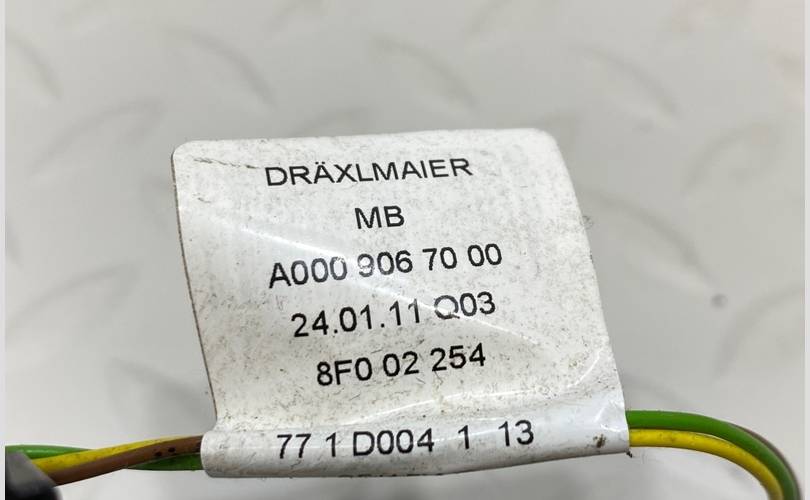 DRÄXLMAIER
MB
A000 906 70 00
24.01.11 Q03
8F0 02 254
77 1 D004 1 13